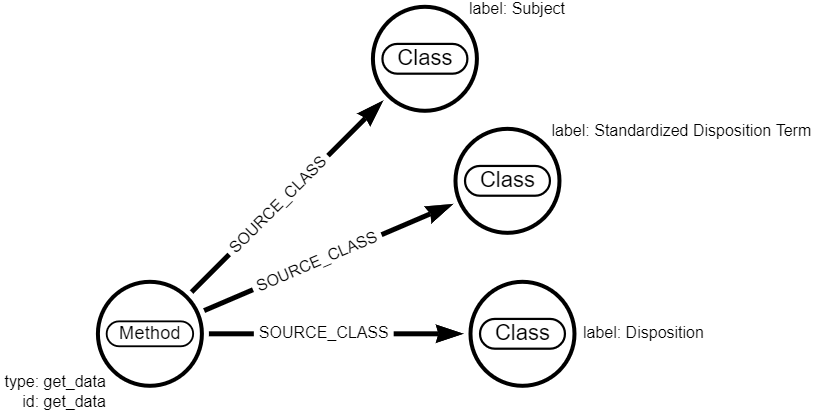 label: Subject
Class
label: Standardized Disposition Term
Class
SOURCE_CLASS
SOURCE_CLASS
Method
SOURCE_CLASS
Class
label: Disposition
type: get_data
id: get_data